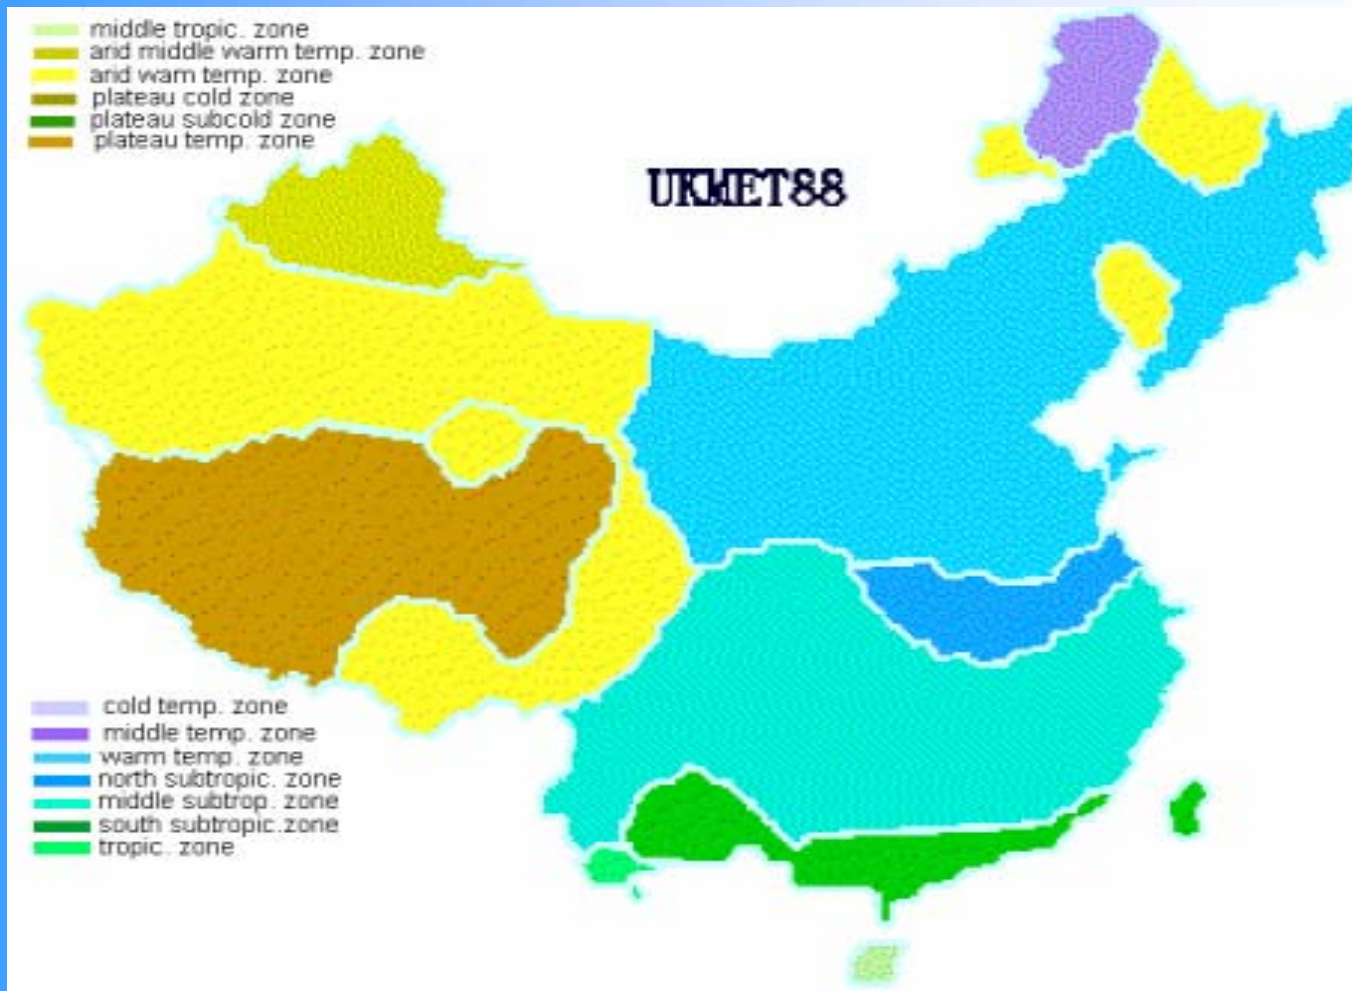 middle tropic. zone
arid middle warm temp. zone
arid wam temp. zone
plateau cold zone
plateau subcold zone
plateau temp. zone
UKMET88
cold temp. zone
middle temp. zone
warm temp. zone
north subtropic. zone
middle subtrop. zone
south subtropic.zone
tropic. zone